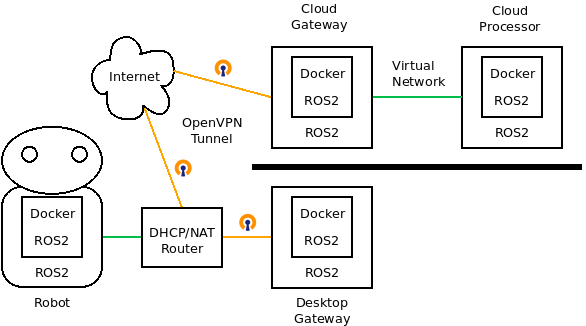 Cloud
Gateway
Cloud
Processor
Internet
Docker
ROS2
ROS2
Virtual
Network
Docker
ROS2
ROS2
OpenVPN
Tunnel
Docker
ROS2
ROS2
Robot
DHCP/NAT
Router
Docker
ROS2
ROS2
Desktop
Gateway